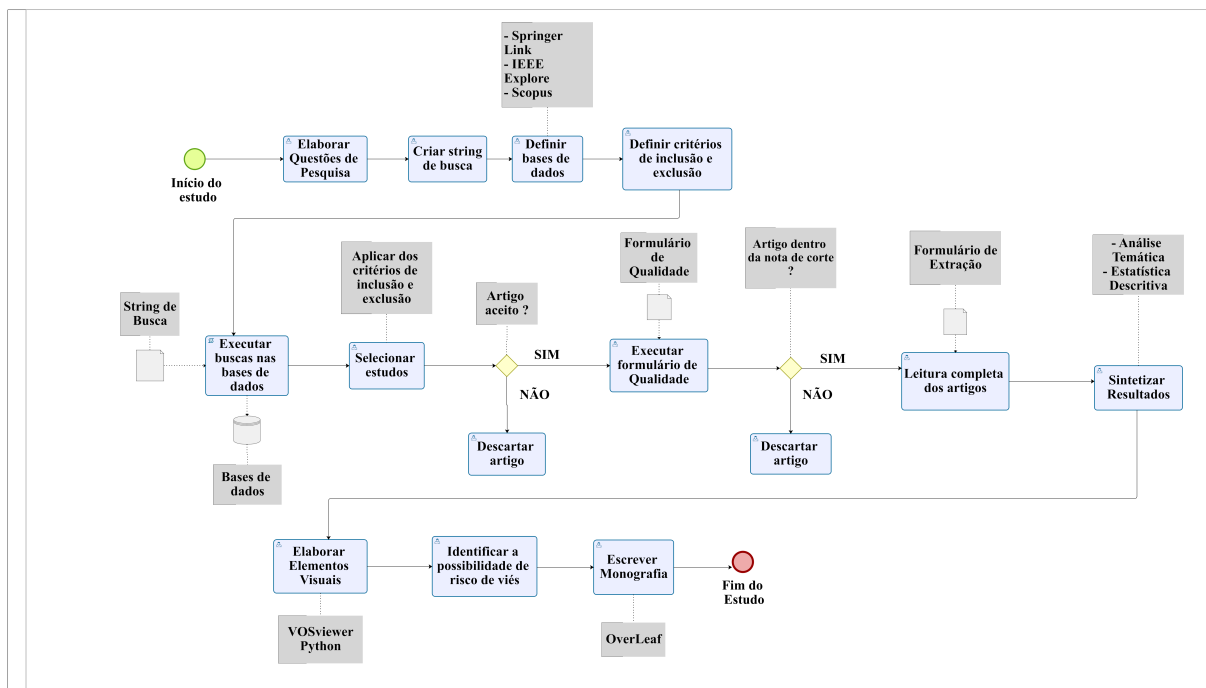 - Springer
Link
- IEEE
Explore
- Scopus
Início do
estudo
Elaborar
Questões de
Pesquisa
Criar string
de busca
Definir
bases de
dados
Definir critérios
de inclusão e
exclusão
String de
Busca
Executar
buscas nas
bases de
dados
Bases de
dados
Aplicar dos
critérios de
inclusão e
exclusão
Selecionar
estudos
Artigo
aceito ?
SIM
NÃO
Descartar
artigo
Formulário
de
Qualidade
Executar
formulário de
Qualidade
Artigo dentro
da nota de corte
?
SIM
NÃO
Descartar
artigo
Formulário de
Extração
Leitura completa
dos artigos
- Análise
Temática
- Estatística
Descritiva
Sintetizar
Resultados
Elaborar
Elementos
Visuais
VOSviewer
Python
Identificar a
possibilidade de
risco de viés
Escrever
Monografia
OverLeaf
Fim do
Estudo